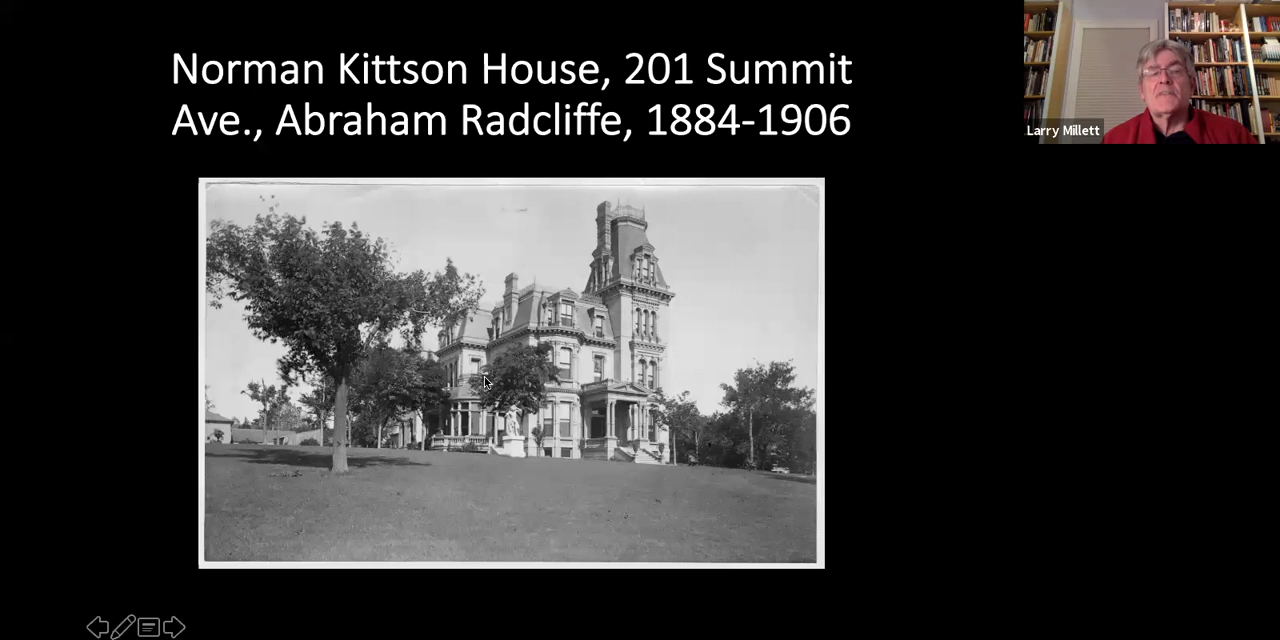 Norman Kittson House, 201 Summit
Ave., Abraham Radcliffe, 1884-1906
Larry Millett